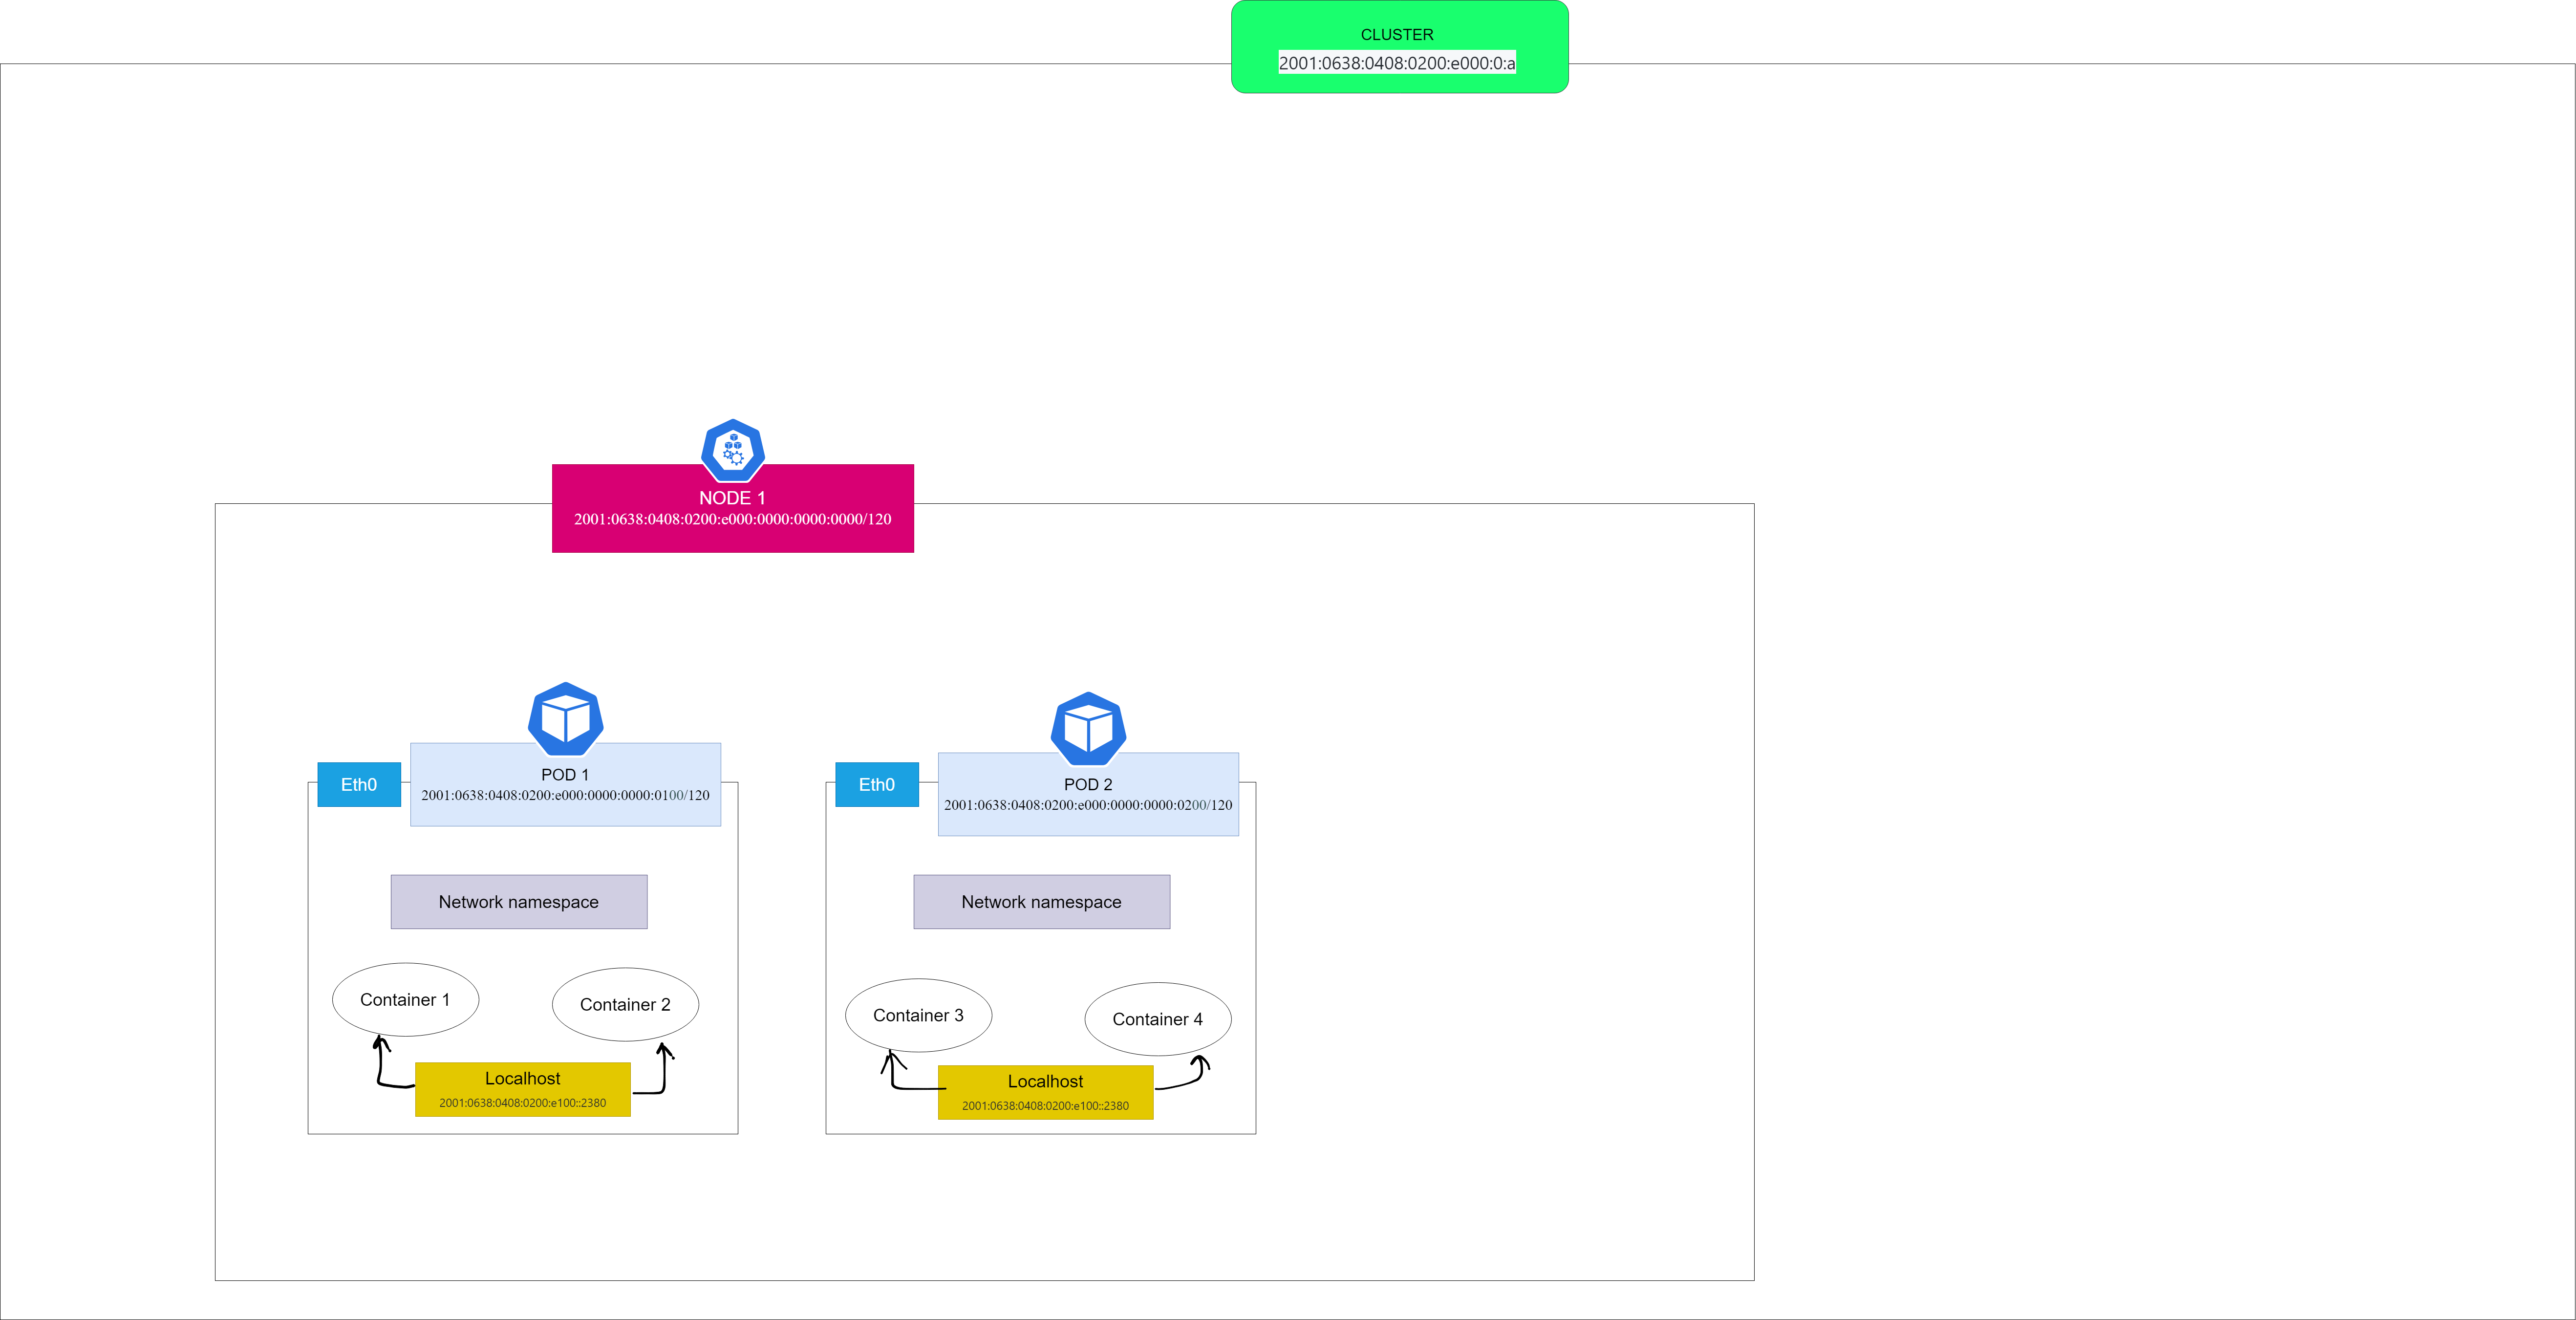 CLUSTER
2001:0638:0408:0200:e000:0:a
NODE 1
2001:0638:0408:0200:e000:0000:0000:0000/120
Eth0
POD 1
2001:0638:0408:0200:e000:0000:0000:0100/120
Network namespace
Container 1
Container 2
Localhost
2001:0638:0408:0200:e100::2380
Eth0
POD 2
2001:0638:0408:0200:e000:0000:0000:0200/120
Network namespace
Container 3
Container 4
Localhost
2001:0638:0408:0200:e100::2380